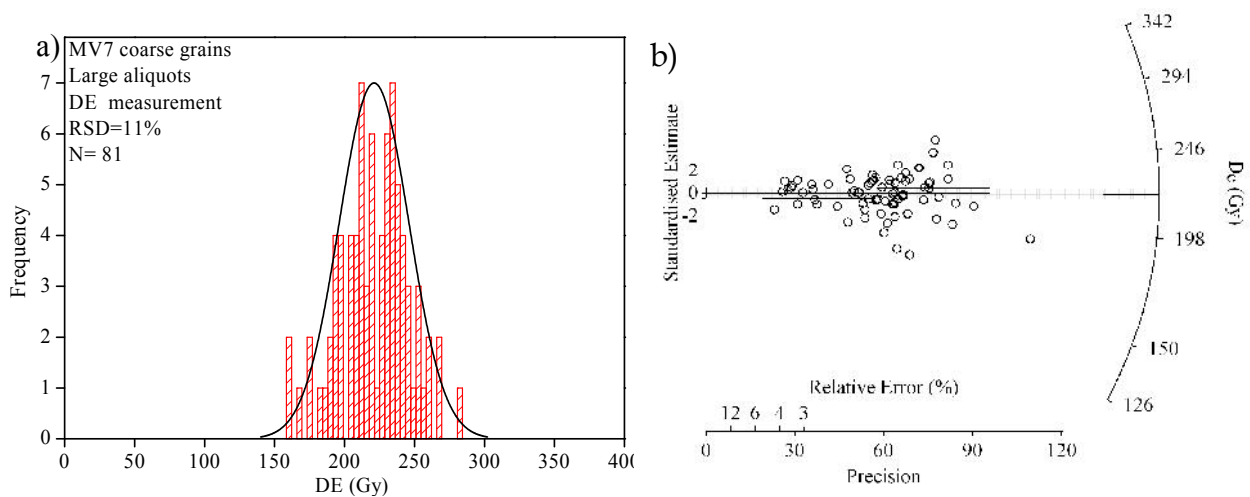 a)
MV7 coarse grains
Large aliquots
DE measurement
RSD=11%
N= 81
7
6
5
4
3
2
1
0
Frequency
0 50 100 150 200 250 300 350 40
DE (Gy)
b)
342
294
246
198
150
126
De (Gy)
Standardised Estimate
2
0
-2
Relative Error (%)
12 6 4 3
0 30 60 90 120
Precision